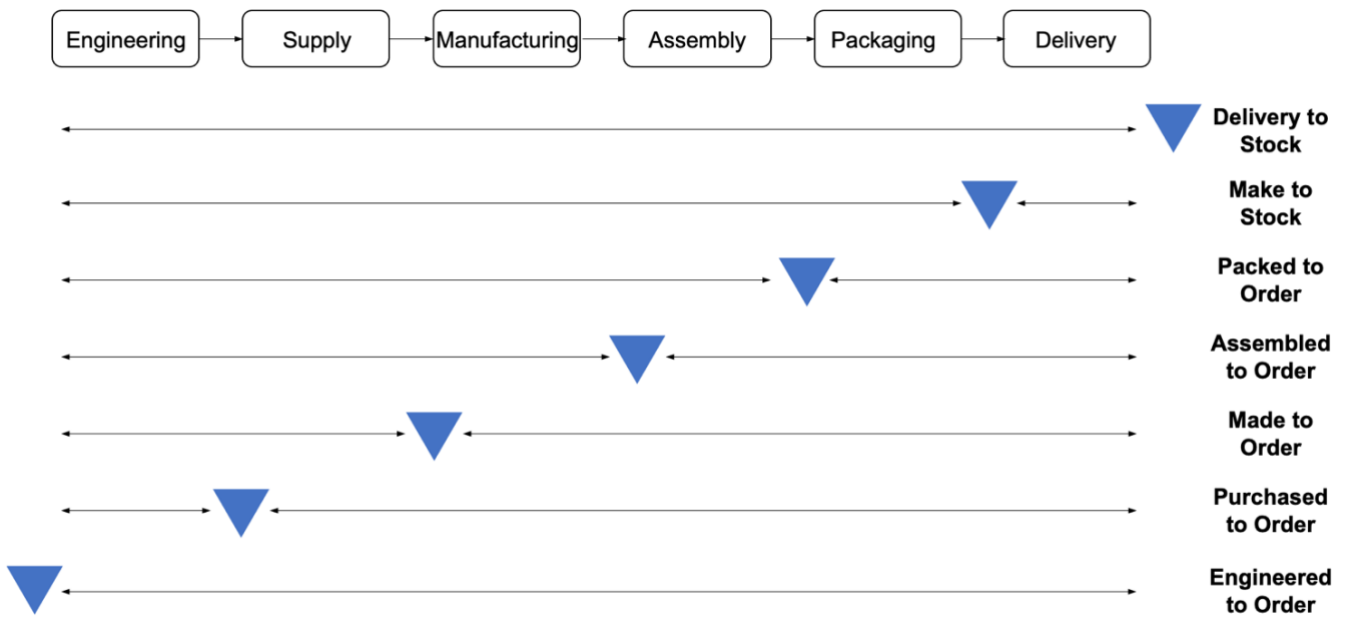 Engineering
Supply
Manufacturing
Assembly
Packaging
Delivery
Delivery to
Stock
Make to
Stock
Packed to
Order
Assembled
to Order
Made to
Order
Purchased
to Order
Engineered
to Order